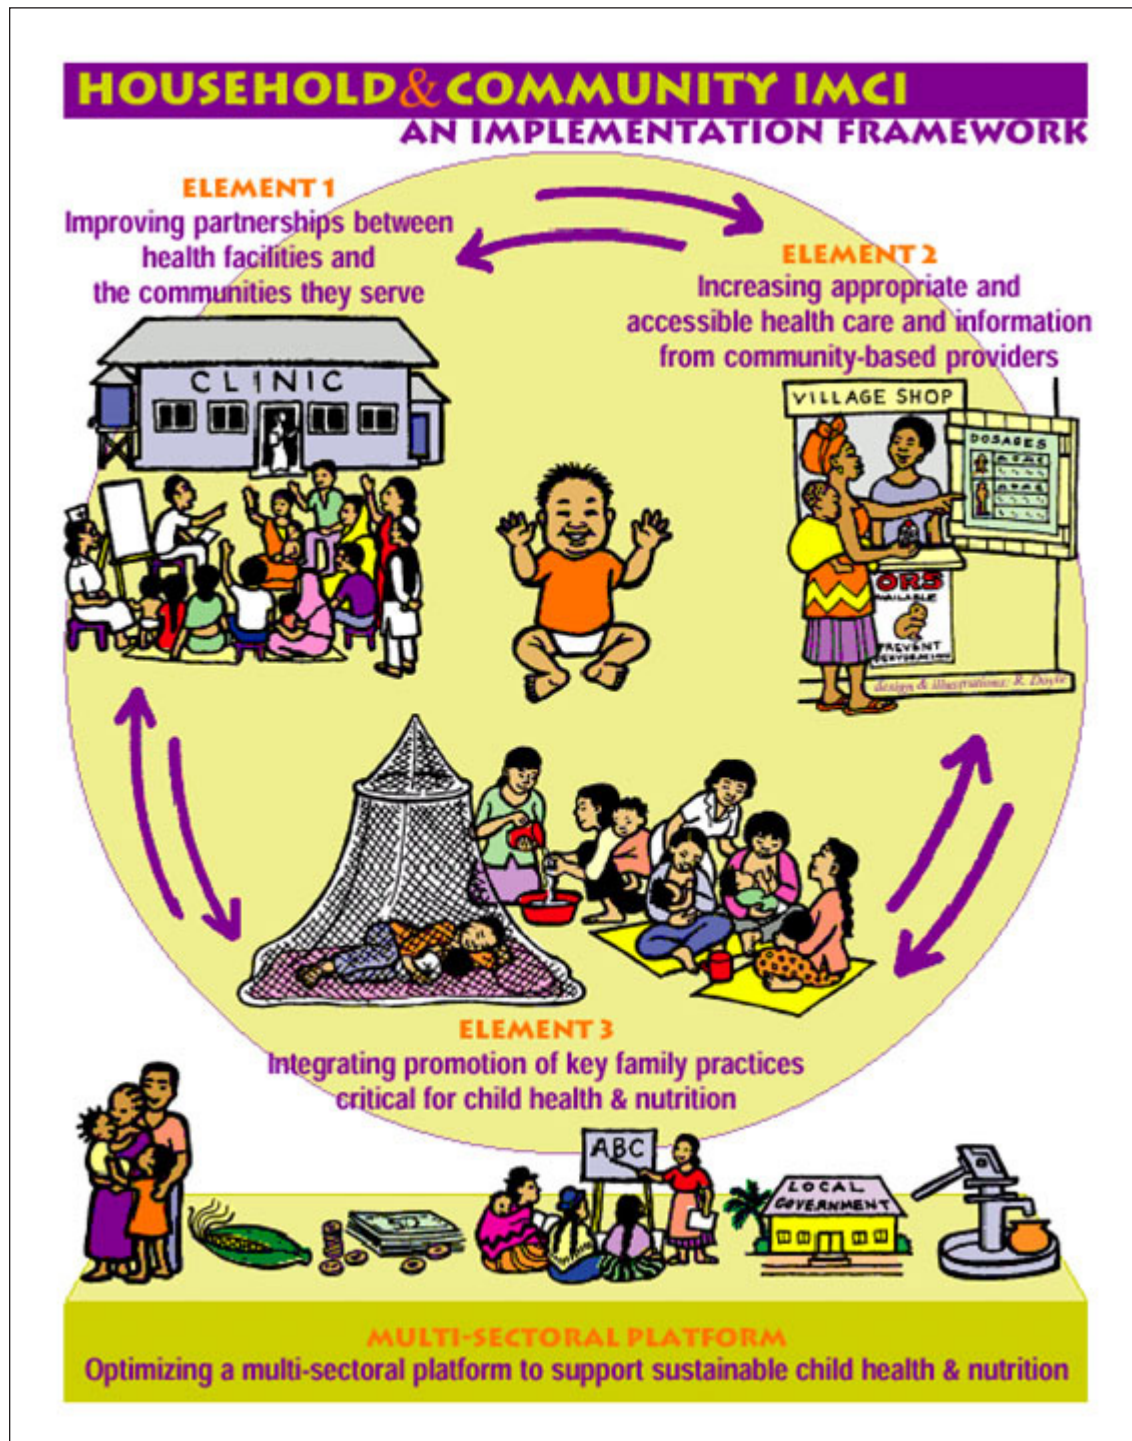 HOUSEHOLD & COMMUNITY IMCI
AN IMPLEMENTATION FRAMEWORK
ELEMENT 1
Improving partnerships between
health facilities and
the communities they serve
ELEMENT 2
Increasing appropriate and
accessible health care and information
from community-based providers
CLINIC
VILLAGE SHOP
DOSAGES
ORS
AVAILABLE
PREVENT
design & illustrations: R. Doyle
ELEMENT 3
Integrating promotion of key family practices
critical for child health & nutrition
ABC
LOCAL
GOVERNMENT
MULTI-SECTORAL PLATFORM
Optimizing a multi-sectoral platform to support sustainable child health & nutrition